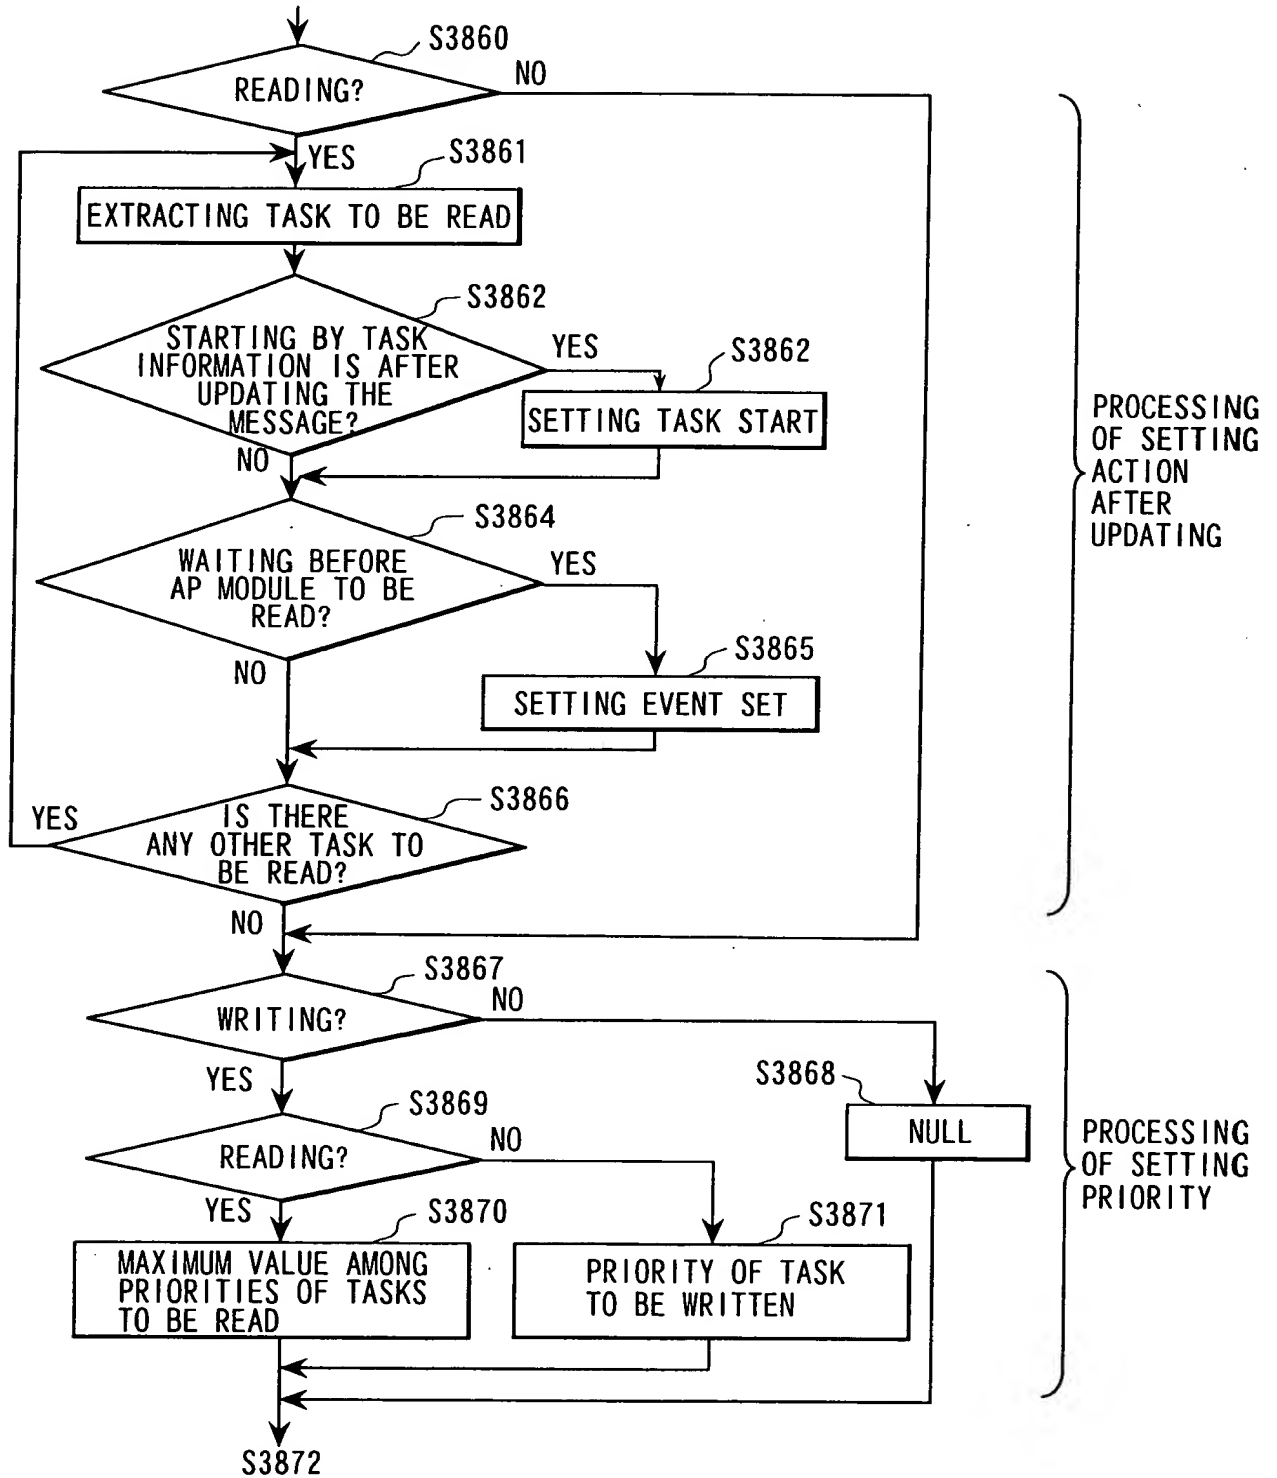 S3860
READING?
NO
YES
S3861
EXTRACTING TASK TO BE READ
S3862
STARTING BY TASK
INFORMATION IS AFTER
UPDATING THE
MESSAGE?
YES
S3862
SETTING TASK START
NO
PROCESSING
OF SETTING
ACTION
AFTER
UPDATING
S3864
WAITING BEFORE
AP MODULE TO BE
READ?
YES
NO
S3865
SETTING EVENT SET
S3866
YES
IS THERE
ANY OTHER TASK TO
BE READ?
NO
S3867
WRITING?
NO
YES
S3868
NULL
S3869
READING?
NO
YES
PROCESSING
OF SETTING
PRIORITY
S3870
MAXIMUM VALUE AMONG
PRIORITIES OF TASKS
TO BE READ
S3871
PRIORITY OF TASK
TO BE WRITTEN
S3872